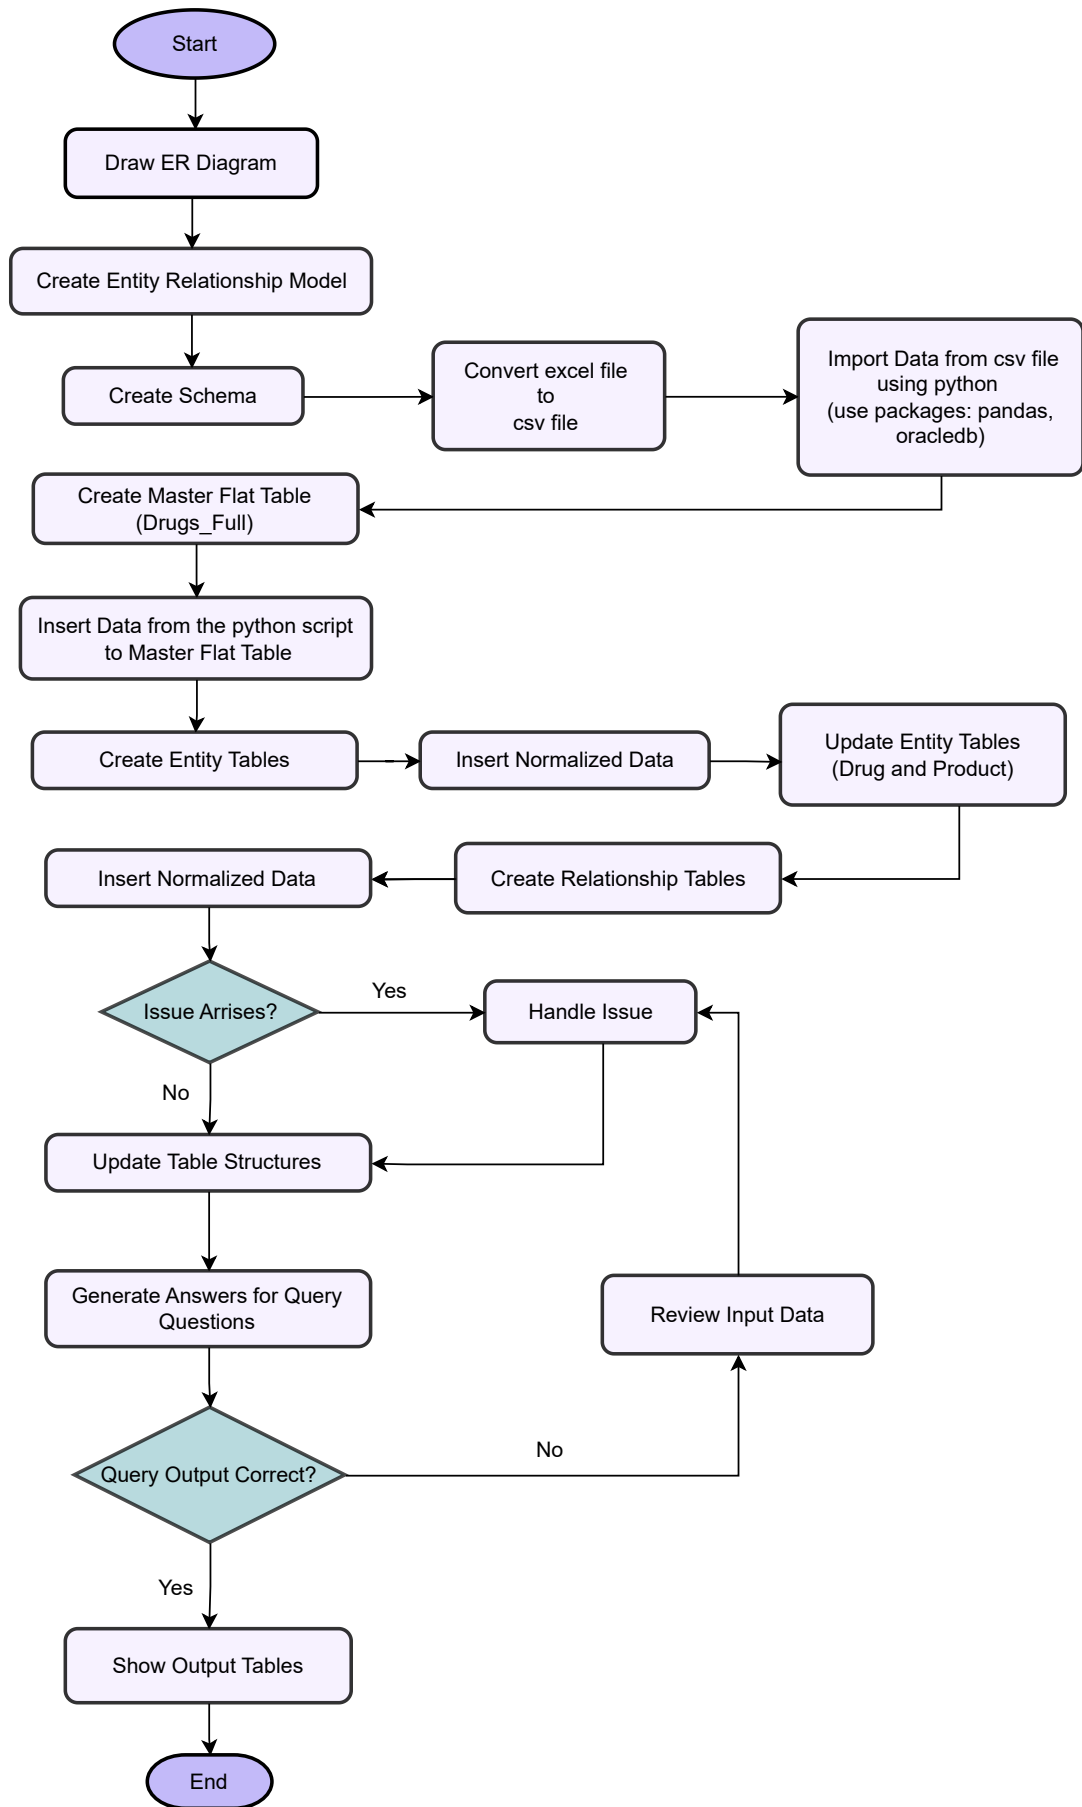 Start
Draw ER Diagram
Create Entity Relationship Model
Create Schema
Convert excel file
to
csv file
Import Data from csv file
using python
(use packages: pandas,
oracledb)
Create Master Flat Table
(Drugs_Full)
Insert Data from the python script
to Master Flat Table
Create Entity Tables
Insert Normalized Data
Update Entity Tables
(Drug and Product)
Create Relationship Tables
Insert Normalized Data
Issue Arrises?
Yes
Handle Issue
No
Update Table Structures
Generate Answers for Query
Questions
Review Input Data
Query Output Correct?
No
Yes
Show Output Tables
End